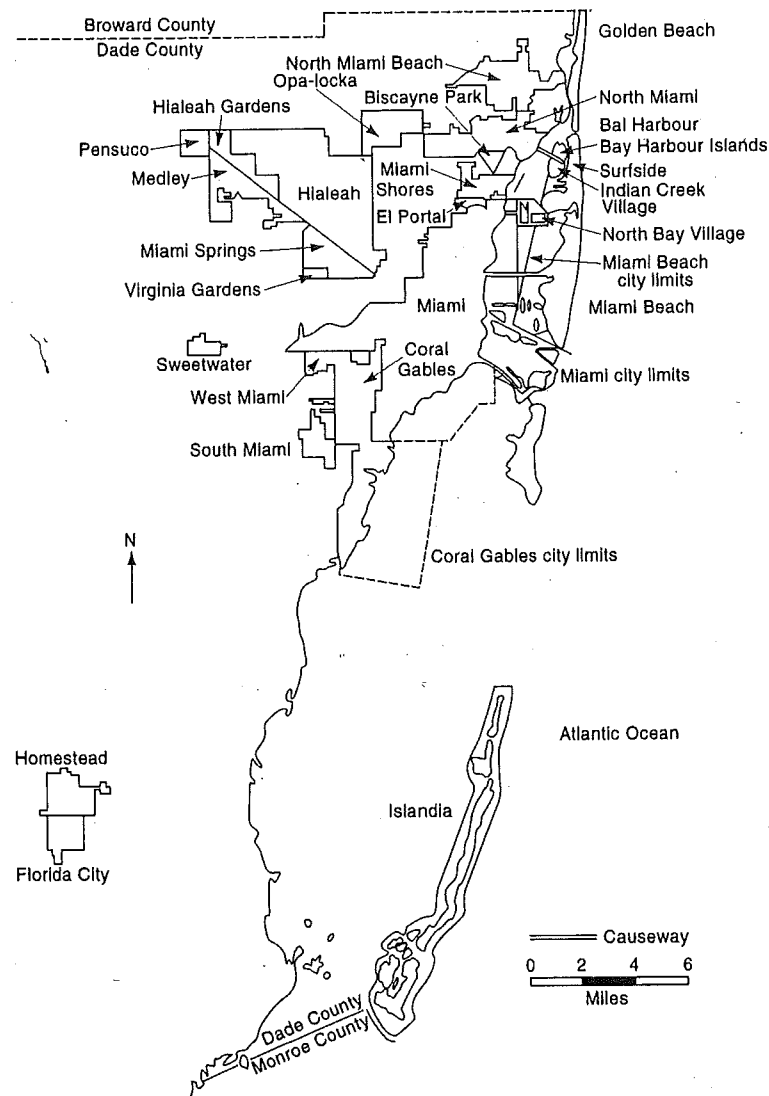 Broward County
Dade County
Golden Beach
North Miami Beach
Opa-locka
Biscayne Park
North Miami
Hialeah Gardens
Bal Harbour
Pensuco
Bay Harbour Islands
Medley
Hialeah
Miami
Shores
Surfside
Indian Creek
Village
El Portal
North Bay Village
Miami Springs
Miami Beach
city limits
Virginia Gardens
Miami
Miami Beach
Sweetwater
Coral
Gables
Miami city limits
West Miami
South Miami
N
Coral Gables city limits
Atlantic Ocean
Homestead
Islandia
Florida City
Causeway
0 2 4 6
Miles
Dade County
Monroe County